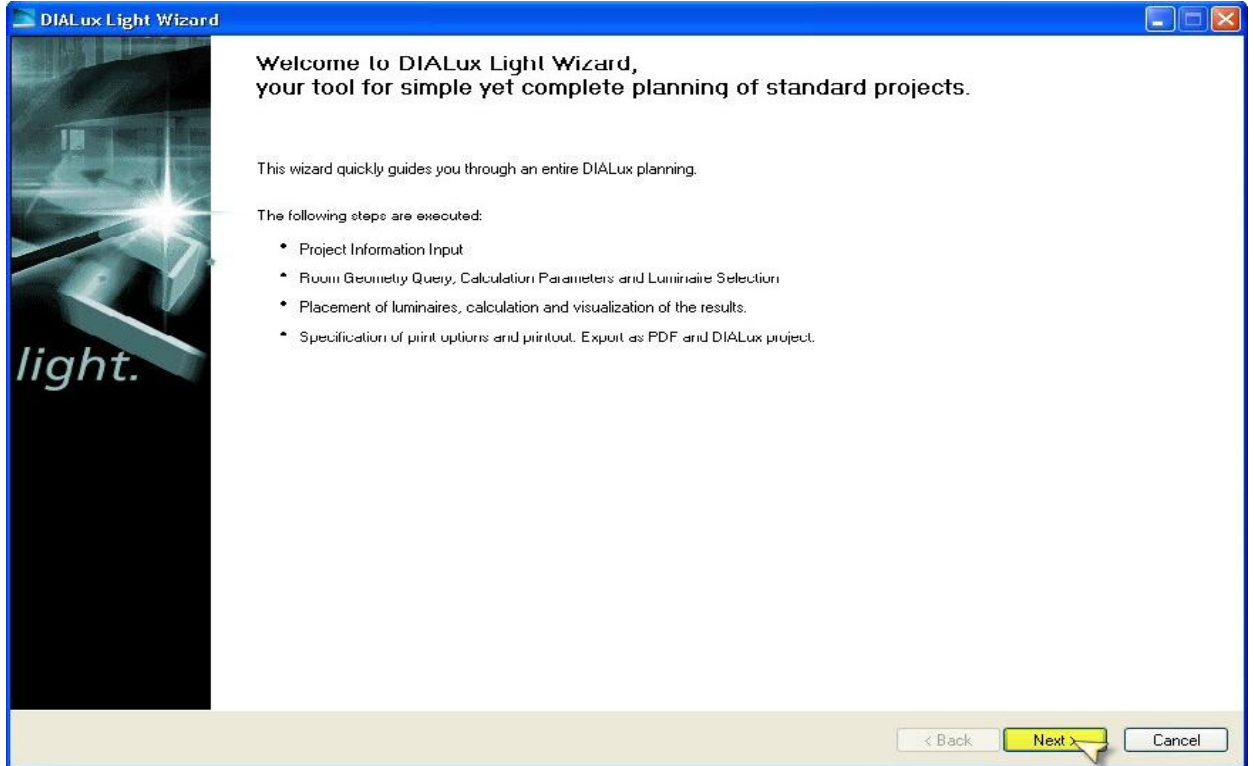 DIALux Light Wizard
Welcome to DIALux Light Wizard,
your tool for simple yet complete planning of standard projects.
This wizard quickly guides you through an entire DIALux planning.
The following steps are executed:
• Project Information Input
• Room Geometry Query, Calculation Parameters and Luminaire Selection
• Placement of luminaires, calculation and visualization of the results.
• Specification of print options and printout. Export as PDF and DIALux project.
light.
< Back Next > Cancel